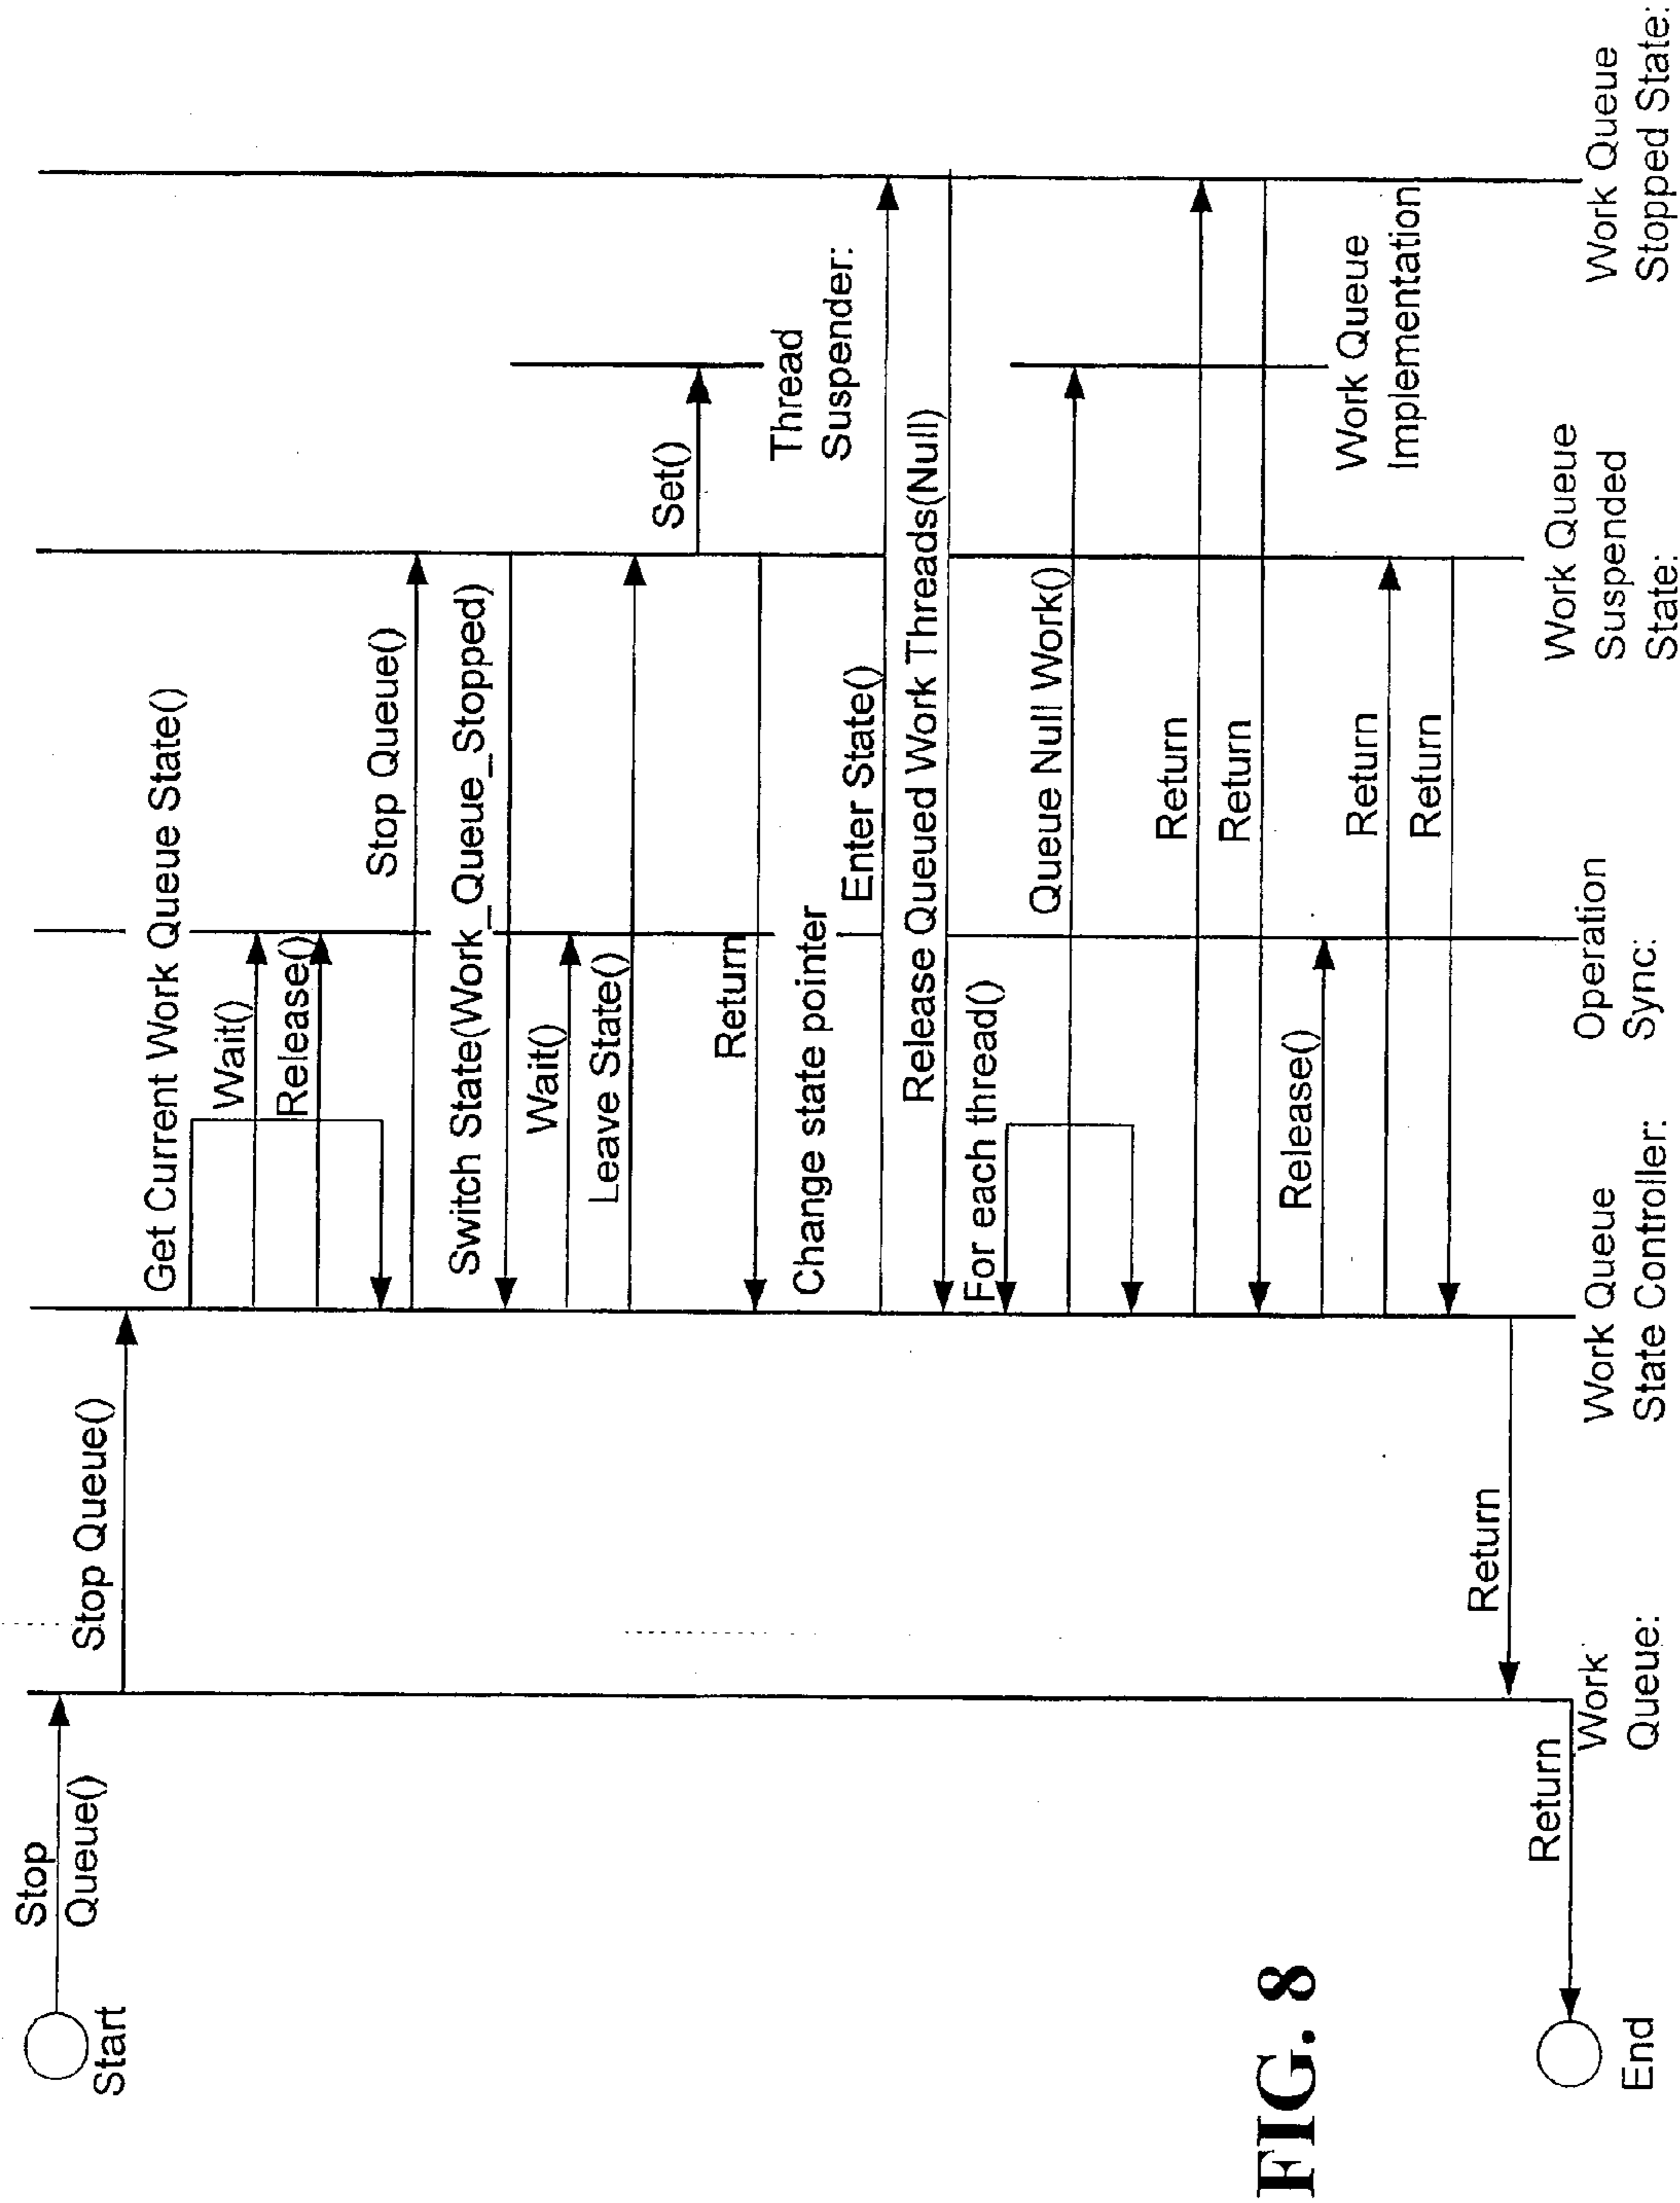 Stop
Queue()
Start
Stop Queue()
Get Current Work Queue State()
Wait()
Release()
Stop Queue()
Switch State(Work_Queue_Stopped)
Wait()
Leave State()
Set()
Thread
Suspender:
Return
Change state pointer
Enter State()
Release Queued Work Threads(Null)
For each thread()
Queue Null Work()
Work Queue
Implementation
Return
Return
Release()
Return
Return
Return
Return
End
Work
Queue:
Work Queue
State Controller:
Operation
Sync:
Work Queue
Suspended
State:
Work Queue
Stopped State:
FIG. 8